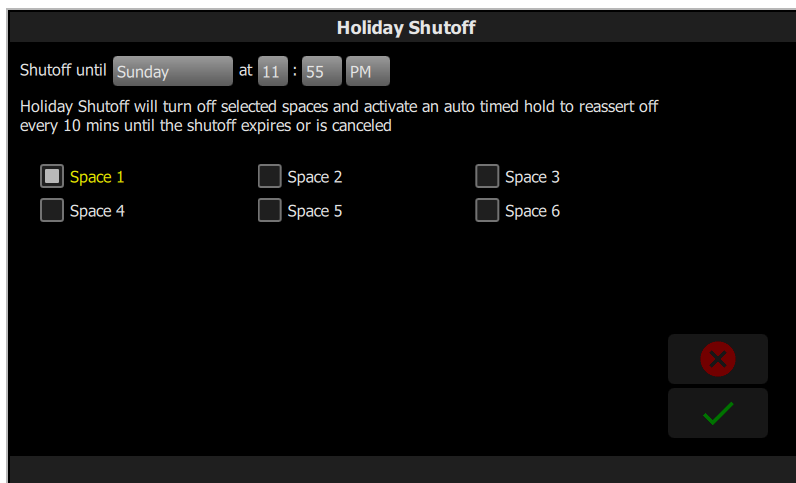 Holiday Shutoff
Shutoff until Sunday at 11 : 55 PM
Holiday Shutoff will turn off selected spaces and activate an auto timed hold to reassert off
every 10 mins until the shutoff expires or is canceled
Space 1 Space 2 Space 3
Space 4 Space 5 Space 6